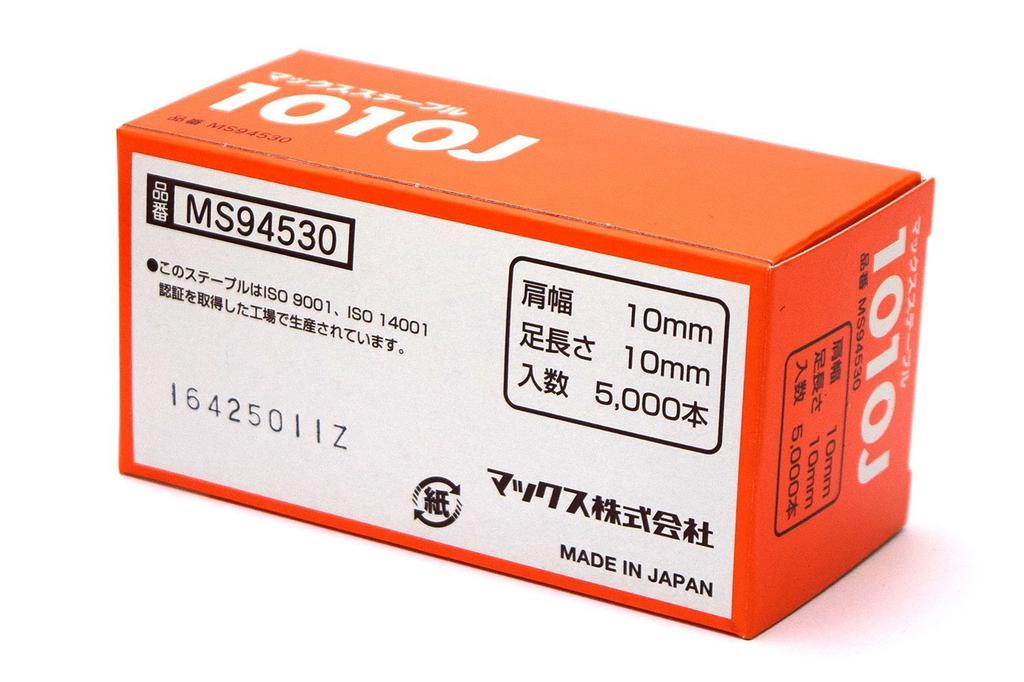 マックスステープル
1010J
品番 MS94530
品番 MS94530
●このステープルはISO 9001、ISO 14001
認証を取得した工場で生産されています。
肩幅 10mm
足長さ 10mm
入数 5,000本
16425011Z
紙
マックス株式会社
MADE IN JAPAN
マックスステープル
1010J
品番 MS94530
肩幅 10mm
足長さ 10mm
入数 5,000本